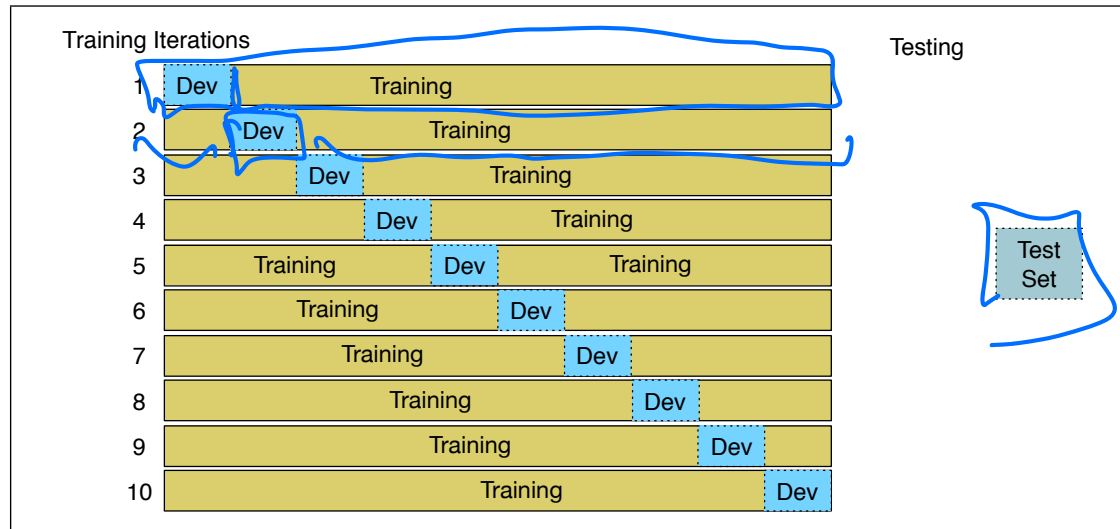 Training Iterations
Testing
1 Dev Training
2 Dev Training
3 Dev Training
4 Dev Training
5 Training Dev Training
6 Training Dev
7 Training Dev
8 Training Dev
9 Training Dev
10 Training Dev
Test
Set